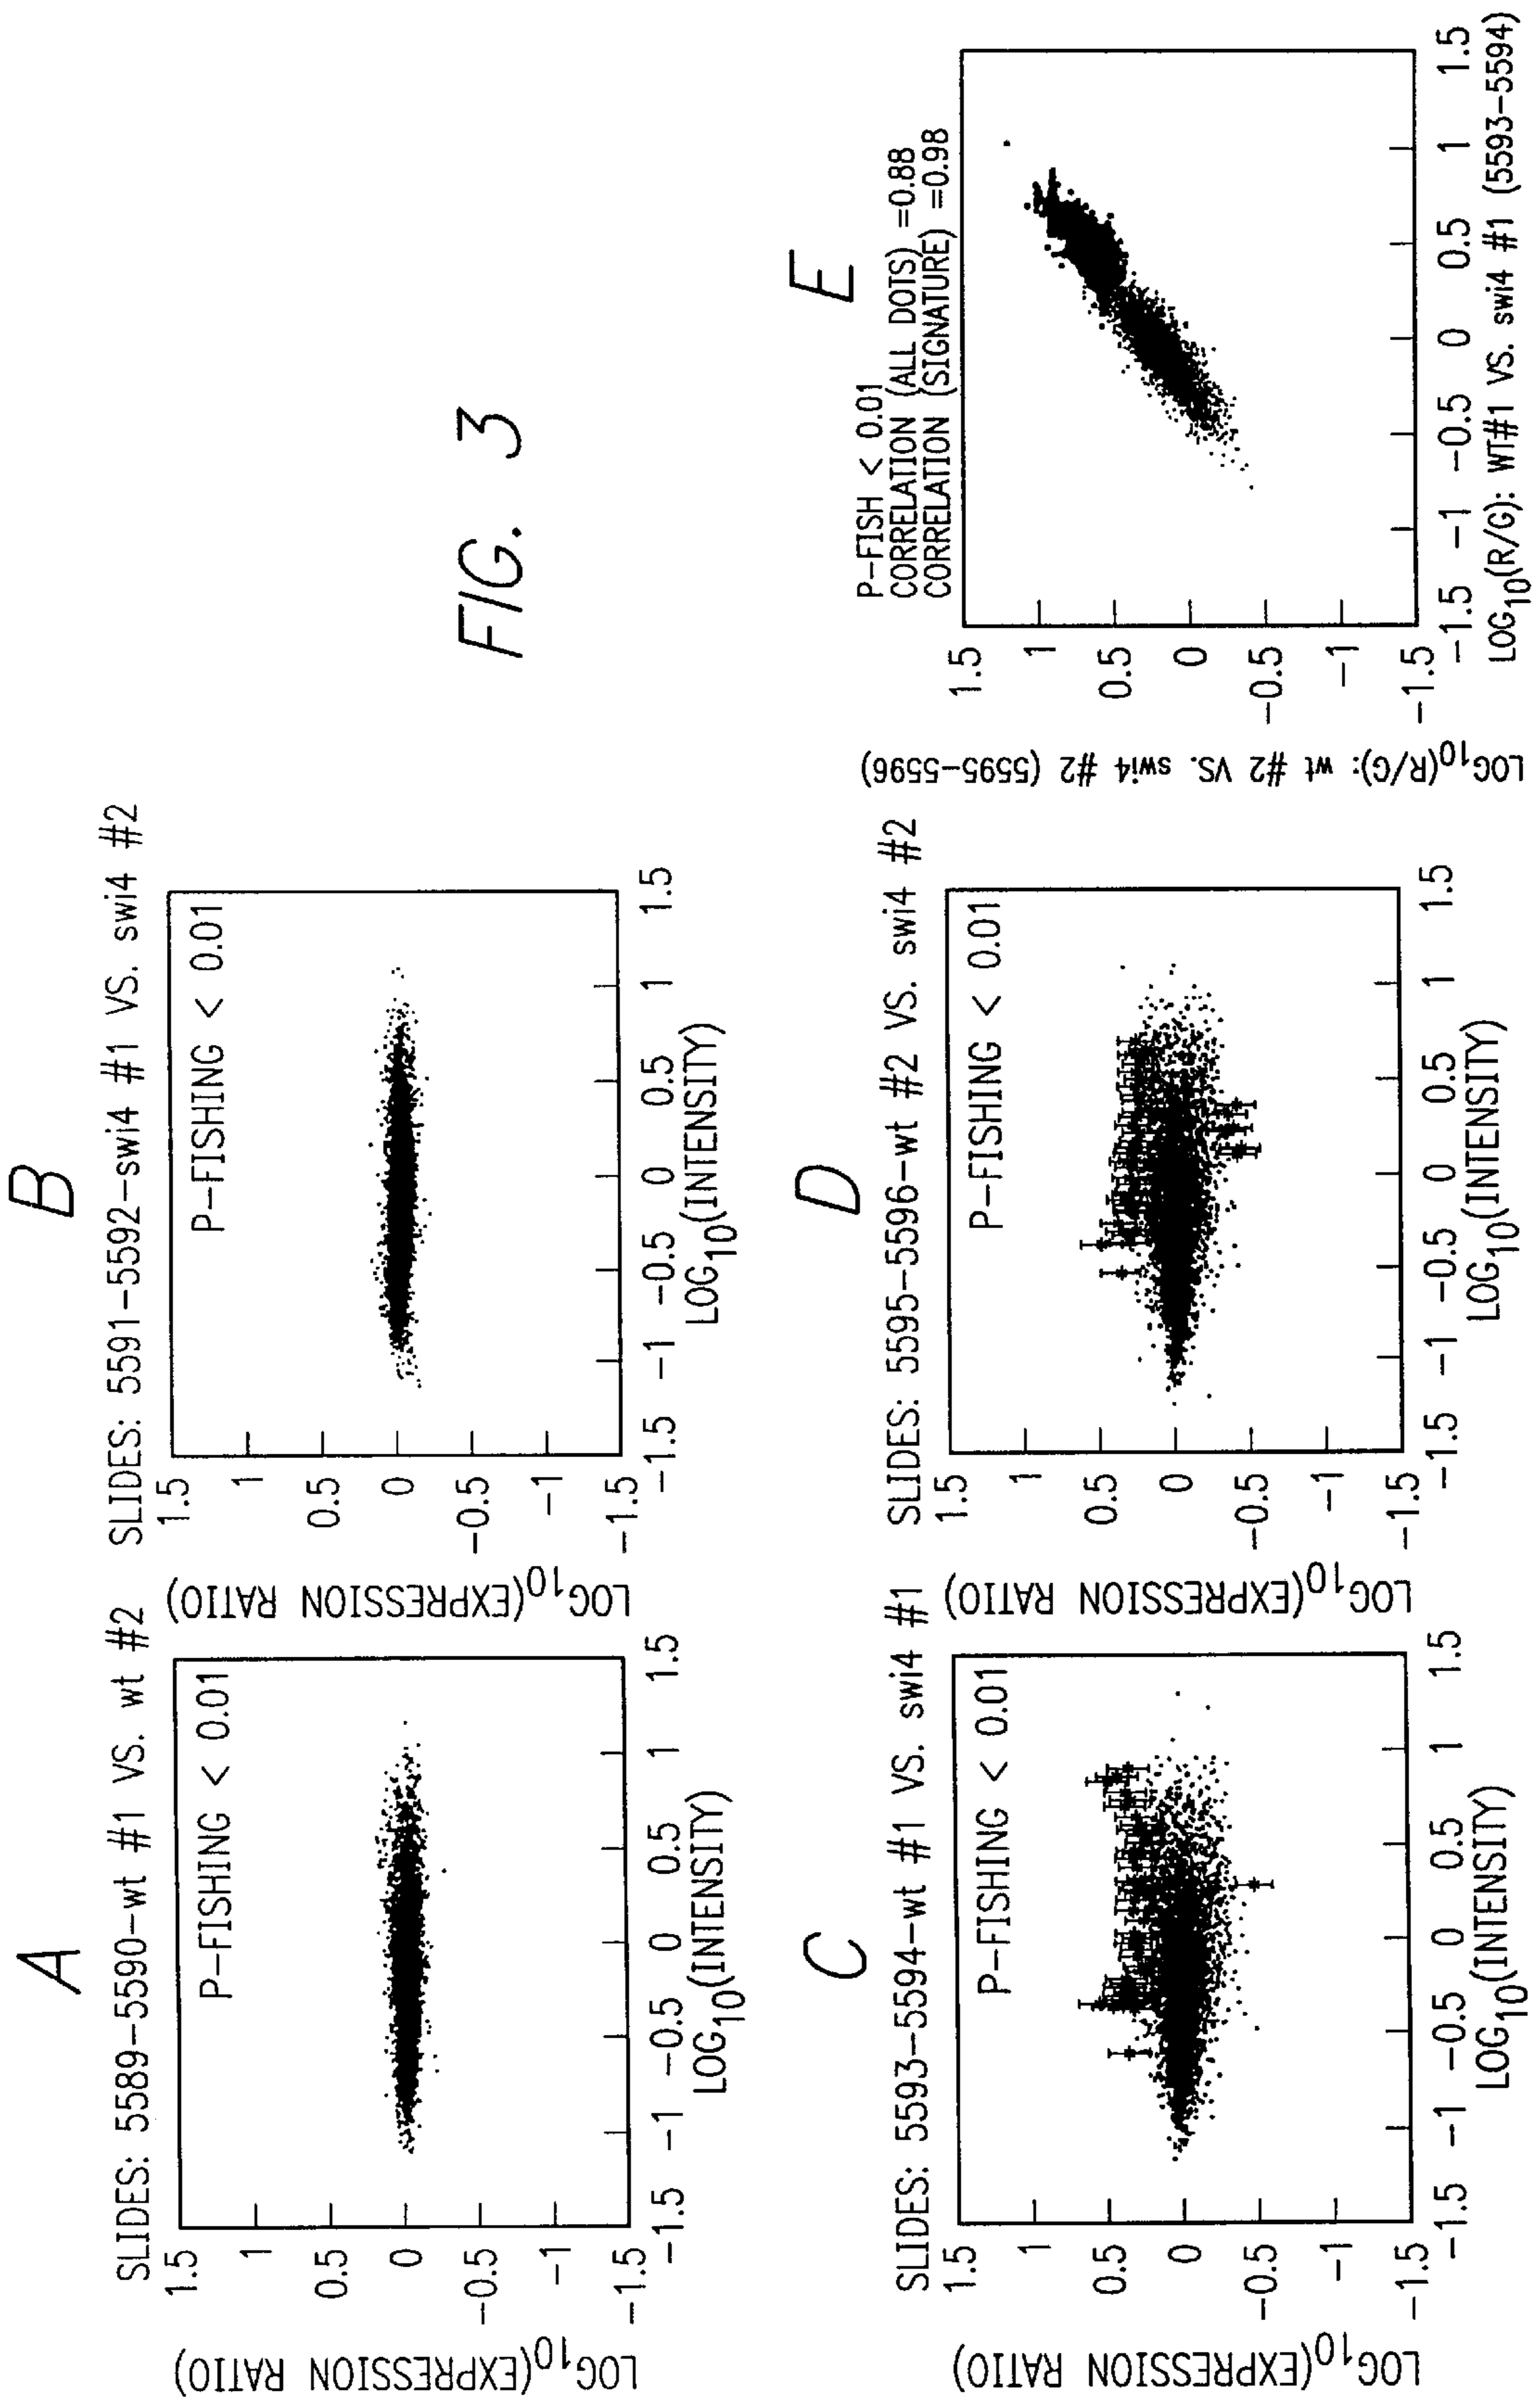 FIG. 3
A
SLIDES: 5589-5590-wt #1 VS. wt #2
P-FISHING < 0.01
LOG10(EXPRESSION RATIO)
1.5
1
0.5
0
-0.5
-1
-1.5
-1.5 -1 -0.5 0 0.5 1 1.5
LOG10(INTENSITY)
B
SLIDES: 5591-5592-swi4 #1 VS. swi4 #2
P-FISHING < 0.01
LOG10(EXPRESSION RATIO)
1.5
1
0.5
0
-0.5
-1
-1.5
-1.5 -1 -0.5 0 0.5 1 1.5
LOG10(INTENSITY)
C
SLIDES: 5593-5594-wt #1 VS. swi4 #1
P-FISHING < 0.01
LOG10(EXPRESSION RATIO)
1.5
1
0.5
0
-0.5
-1
-1.5
-1.5 -1 -0.5 0 0.5 1 1.5
LOG10(INTENSITY)
D
SLIDES: 5595-5596-wt #2 VS. swi4 #2
P-FISHING < 0.01
LOG10(EXPRESSION RATIO)
1.5
1
0.5
0
-0.5
-1
-1.5
-1.5 -1 -0.5 0 0.5 1 1.5
LOG10(INTENSITY)
E
P-FISH < 0.01
CORRELATION (ALL DOTS) =0.88
CORRELATION (SIGNATURE) =0.98
LOG10(R/G): wt #2 VS. swi4 #2 (5595-5596)
1.5
1
0.5
0
-0.5
-1
-1.5
-1.5 -1 -0.5 0 0.5 1 1.5
LOG10(R/G): WT#1 VS. swi4 #1 (5593-5594)